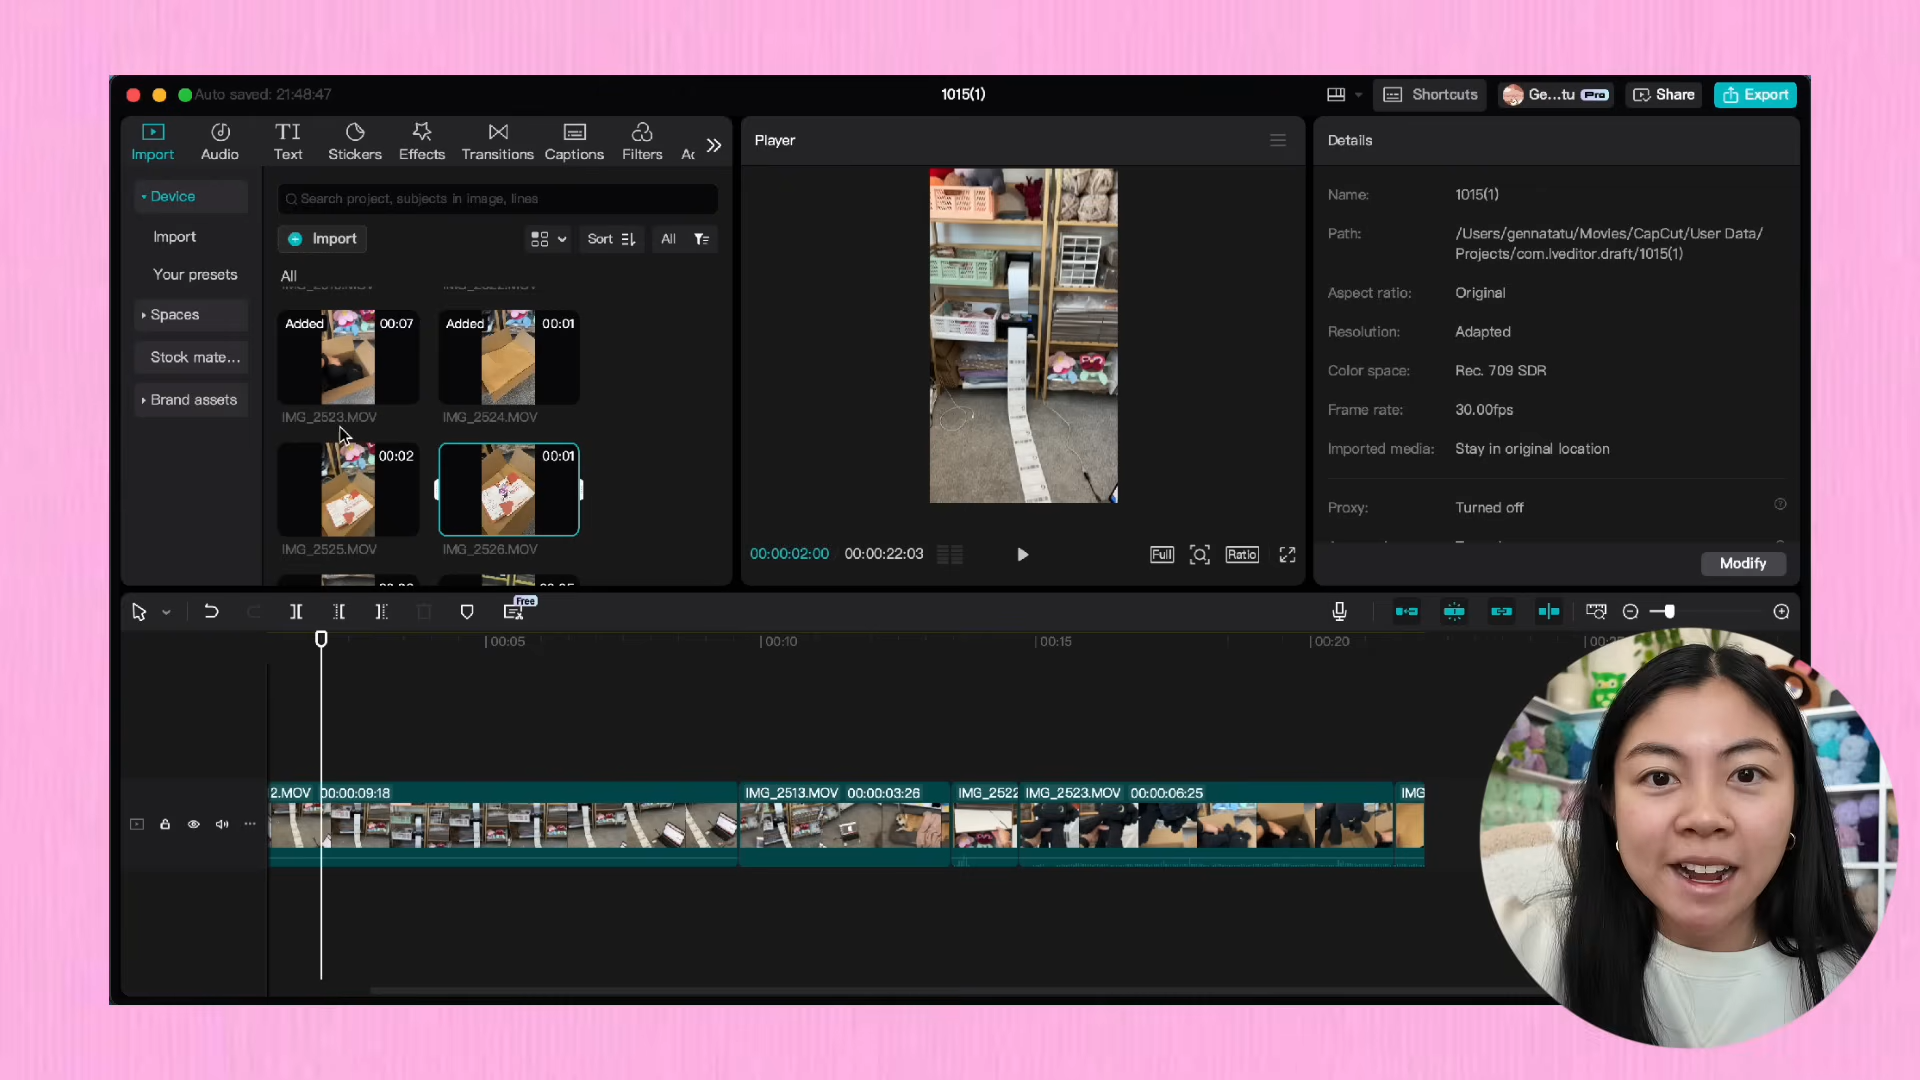 Auto saved: 21:48:47
1015(1)
Shortcuts
Ge...tu Pro
Share
Export
Import
Audio
TI
Text
Stickers
Effects
Transitions
Captions
Filters
Player
Details
Device
Import
Your presets
Spaces
Stock mate...
Brand assets
Search project, subjects in image, lines
Import
Sort
All
All
Added 00:07
IMG_2523.MOV
Added 00:01
IMG_2524.MOV
00:02
IMG_2525.MOV
00:01
IMG_2526.MOV
00:00:02:00 00:00:22:03
Full
Ratio
Name: 1015(1)
Path: /Users/gennatatu/Movies/CapCut/User Data/
Projects/com.lveditor.draft/1015(1)
Aspect ratio: Original
Resolution: Adapted
Color space: Rec. 709 SDR
Frame rate: 30.00fps
Imported media: Stay in original location
Proxy: Turned off
Modify
Free
00:05
00:10
00:15
00:20
2.MOV 00:00:09:18
IMG_2513.MOV 00:00:03:26
IMG_2522
IMG_2523.MOV 00:00:06:25
IMG